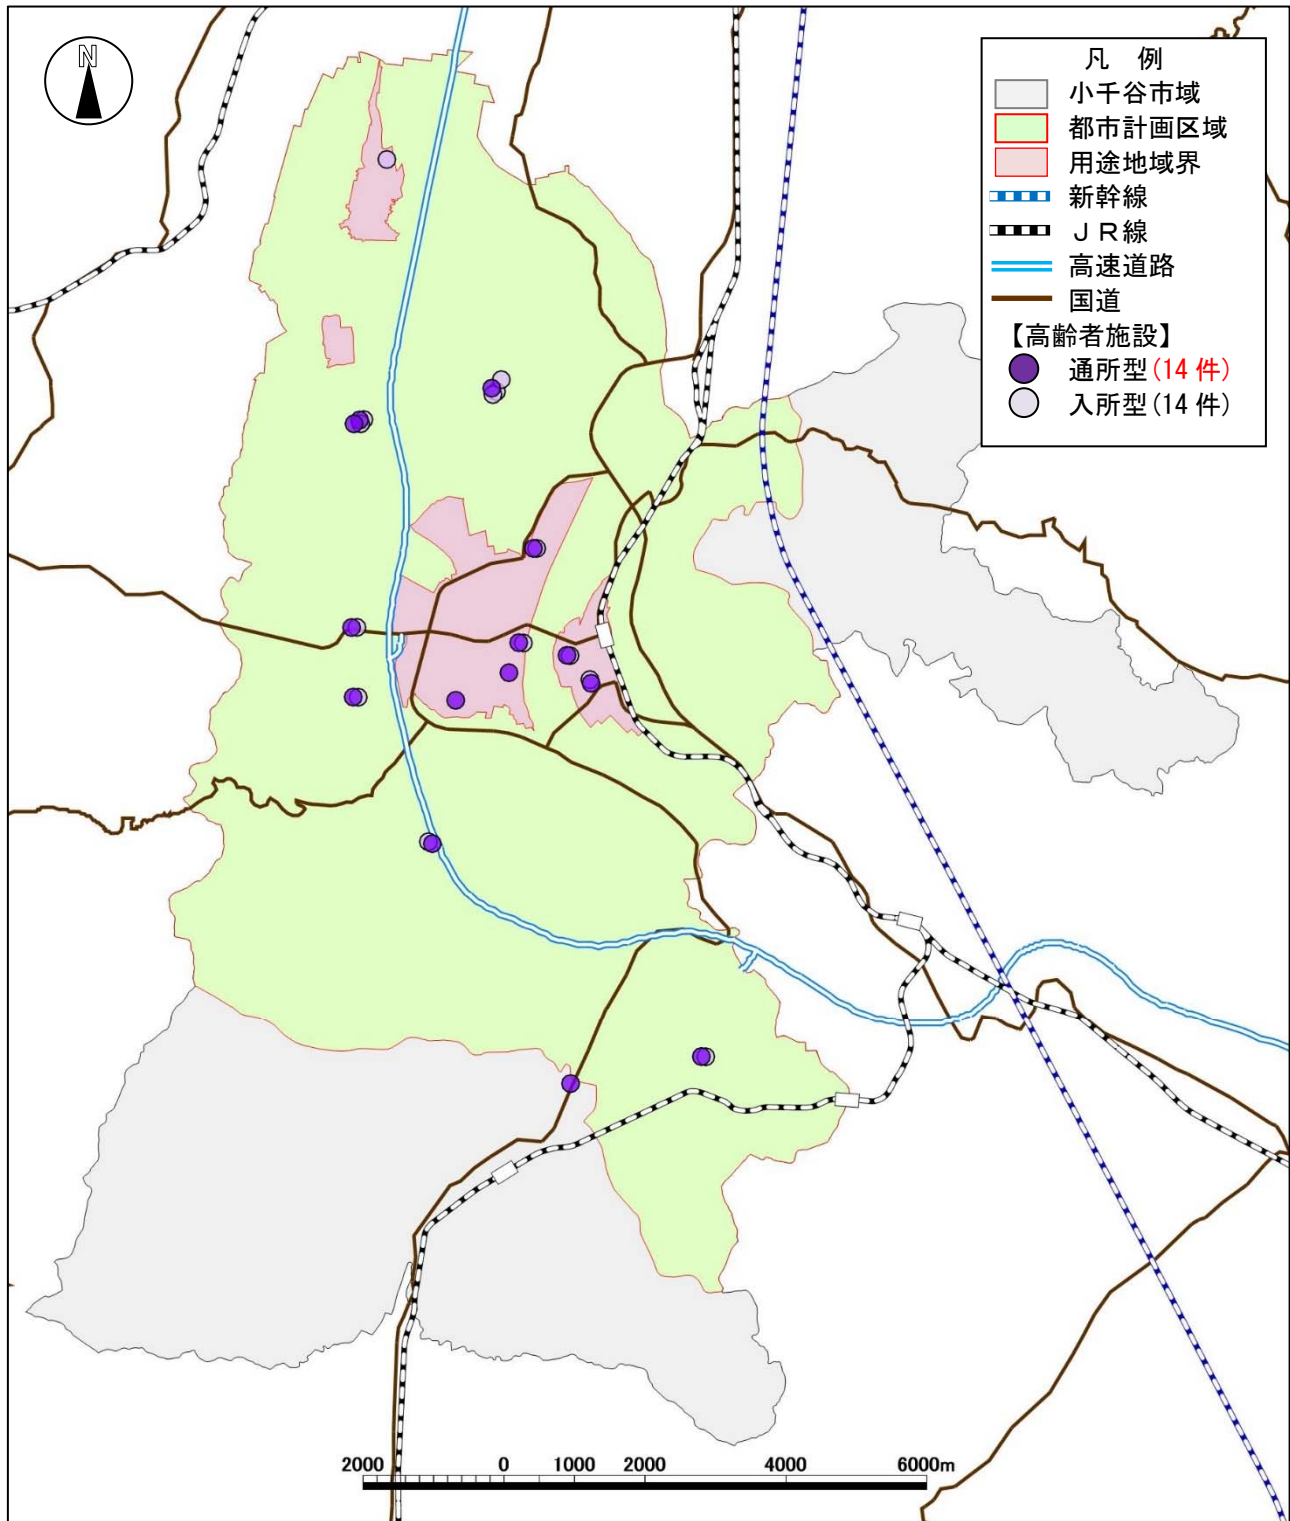 N
凡 例
小千谷市域
都市計画区域
用途地域界
新幹線
ＪＲ線
高速道路
国道
【高齢者施設】
通所型(14 件)
入所型(14 件)
2000 0 2000 4000 6000m